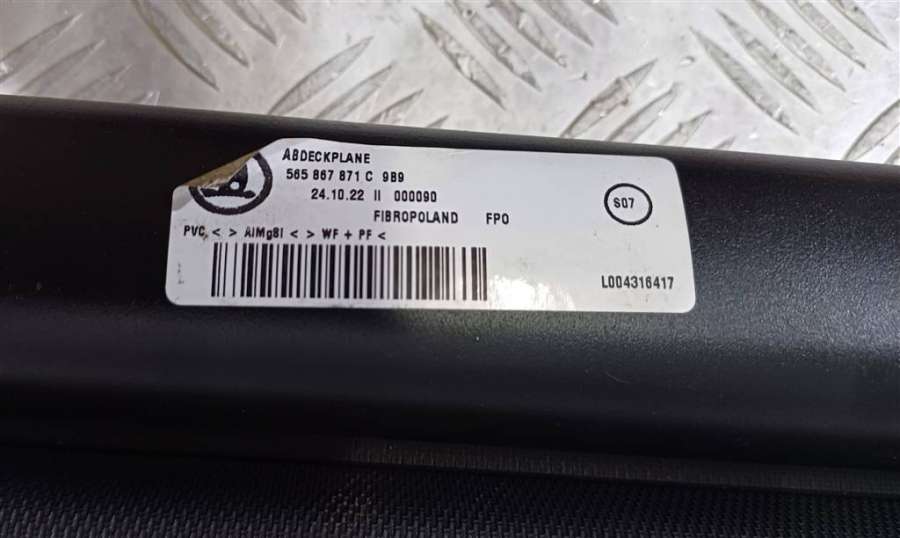 ABDECKPLANE
565 867 871 C 9B9
24.10.22 II 000090
FIBROPOLAND FPO
S07
PVC < > AlMgSI < > WF + PF <
L004316417